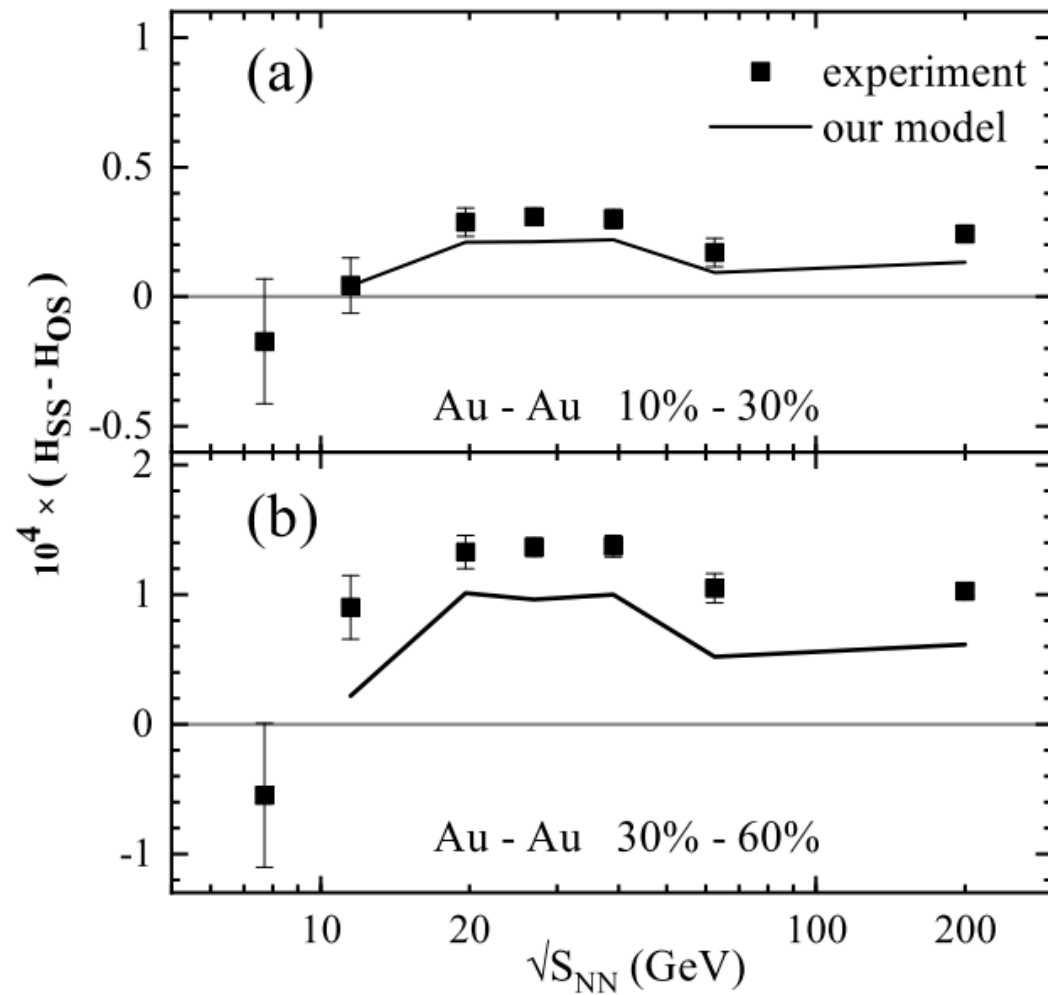 (a)
experiment
our model
1
0.5
0
-0.5
Au - Au 10% - 30%
10⁴ × ( H_SS - H_OS)
(b)
2
1
0
-1
Au - Au 30% - 60%
10 20 100 200
√S_NN (GeV)